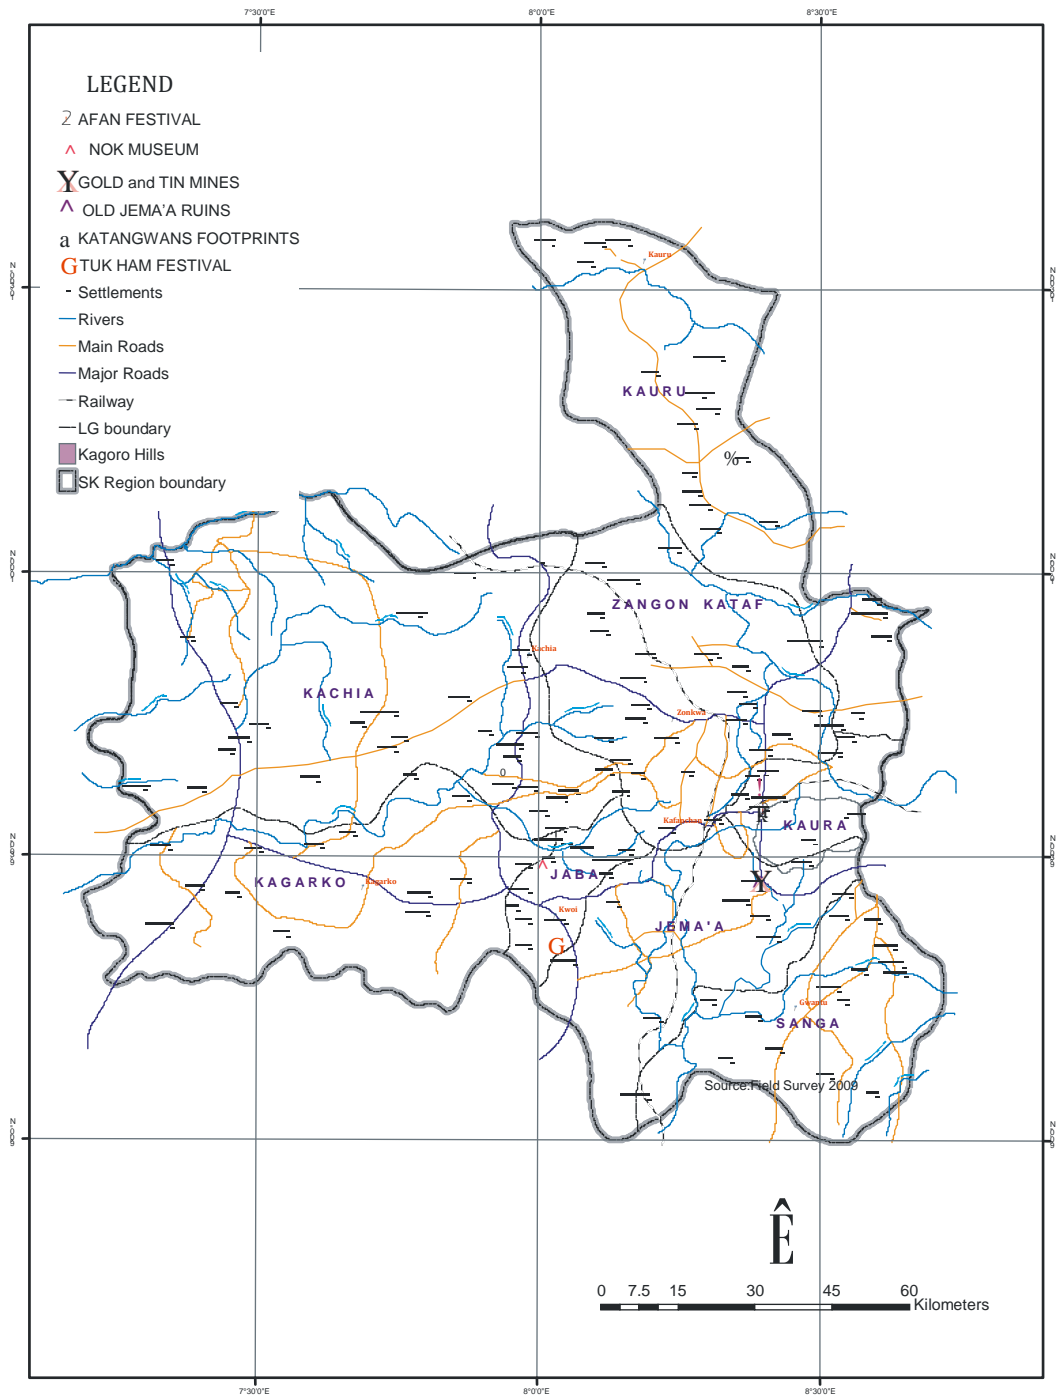 7°30'0"E
8°0'0"E
8°30'0"E
LEGEND
2 AFAN FESTIVAL
^ NOK MUSEUM
Y GOLD and TIN MINES
^ OLD JEMA'A RUINS
a KATANGWANS FOOTPRINTS
G TUK HAM FESTIVAL
Settlements
Rivers
Main Roads
Major Roads
Railway
LG boundary
Kagoro Hills
SK Region boundary
Kauru
KAURU
%
ZANGON KATAF
Kachia
KACHIA
Zonkwa
0
Kafanchan
KAURA
JABA
KAGARKO
Kagarko
Y
Kwoi
JEMA'A
G
Gwantu
SANGA
Source:Field Survey 2009
Ê
0 7.5 15 30 45 60
Kilometers
7°30'0"E
8°0'0"E
8°30'0"E